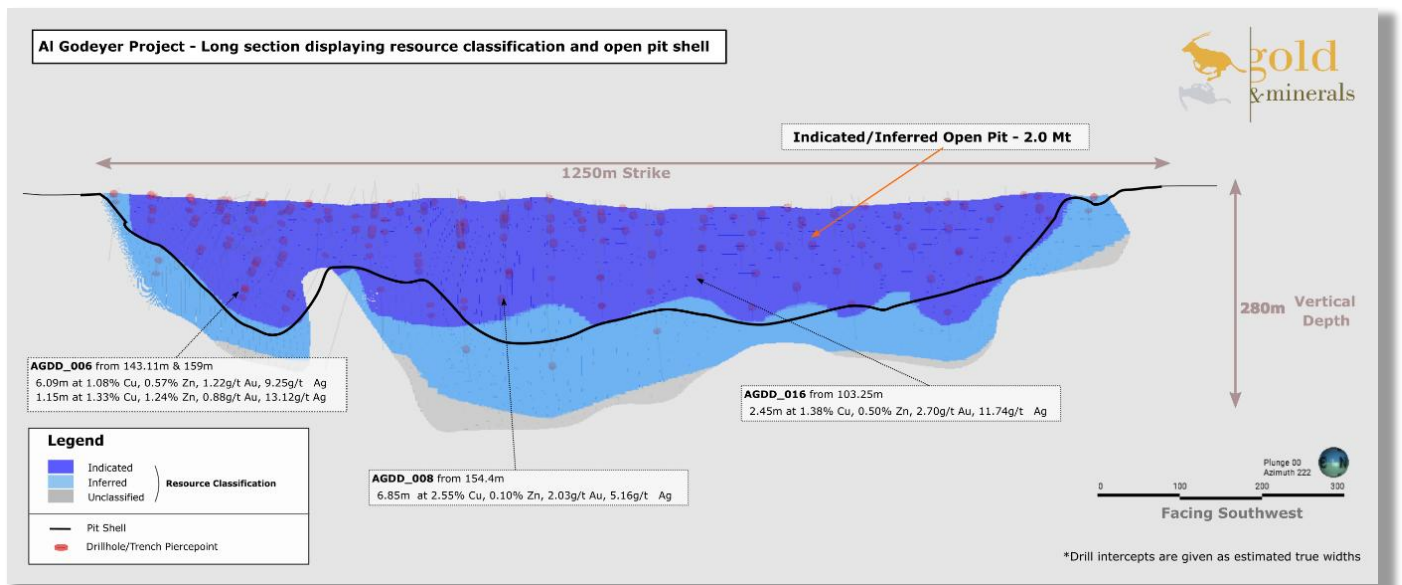 Al Godeyer Project - Long section displaying resource classification and open pit shell
gold
&minerals
Indicated/Inferred Open Pit - 2.0 Mt
1250m Strike
280m Vertical
Depth
AGDD_006 from 143.11m & 159m
6.09m at 1.08% Cu, 0.57% Zn, 1.22g/t Au, 9.25g/t Ag
1.15m at 1.33% Cu, 1.24% Zn, 0.88g/t Au, 13.12g/t Ag
AGDD_016 from 103.25m
2.45m at 1.38% Cu, 0.50% Zn, 2.70g/t Au, 11.74g/t Ag
AGDD_008 from 154.4m
6.85m at 2.55% Cu, 0.10% Zn, 2.03g/t Au, 5.16g/t Ag
Legend
Indicated
Inferred
Unclassified
Resource Classification
Pit Shell
Drillhole/Trench Piercepoint
Plunge 00
Azimuth 222
0 100 200 300
Facing Southwest
*Drill intercepts are given as estimated true widths